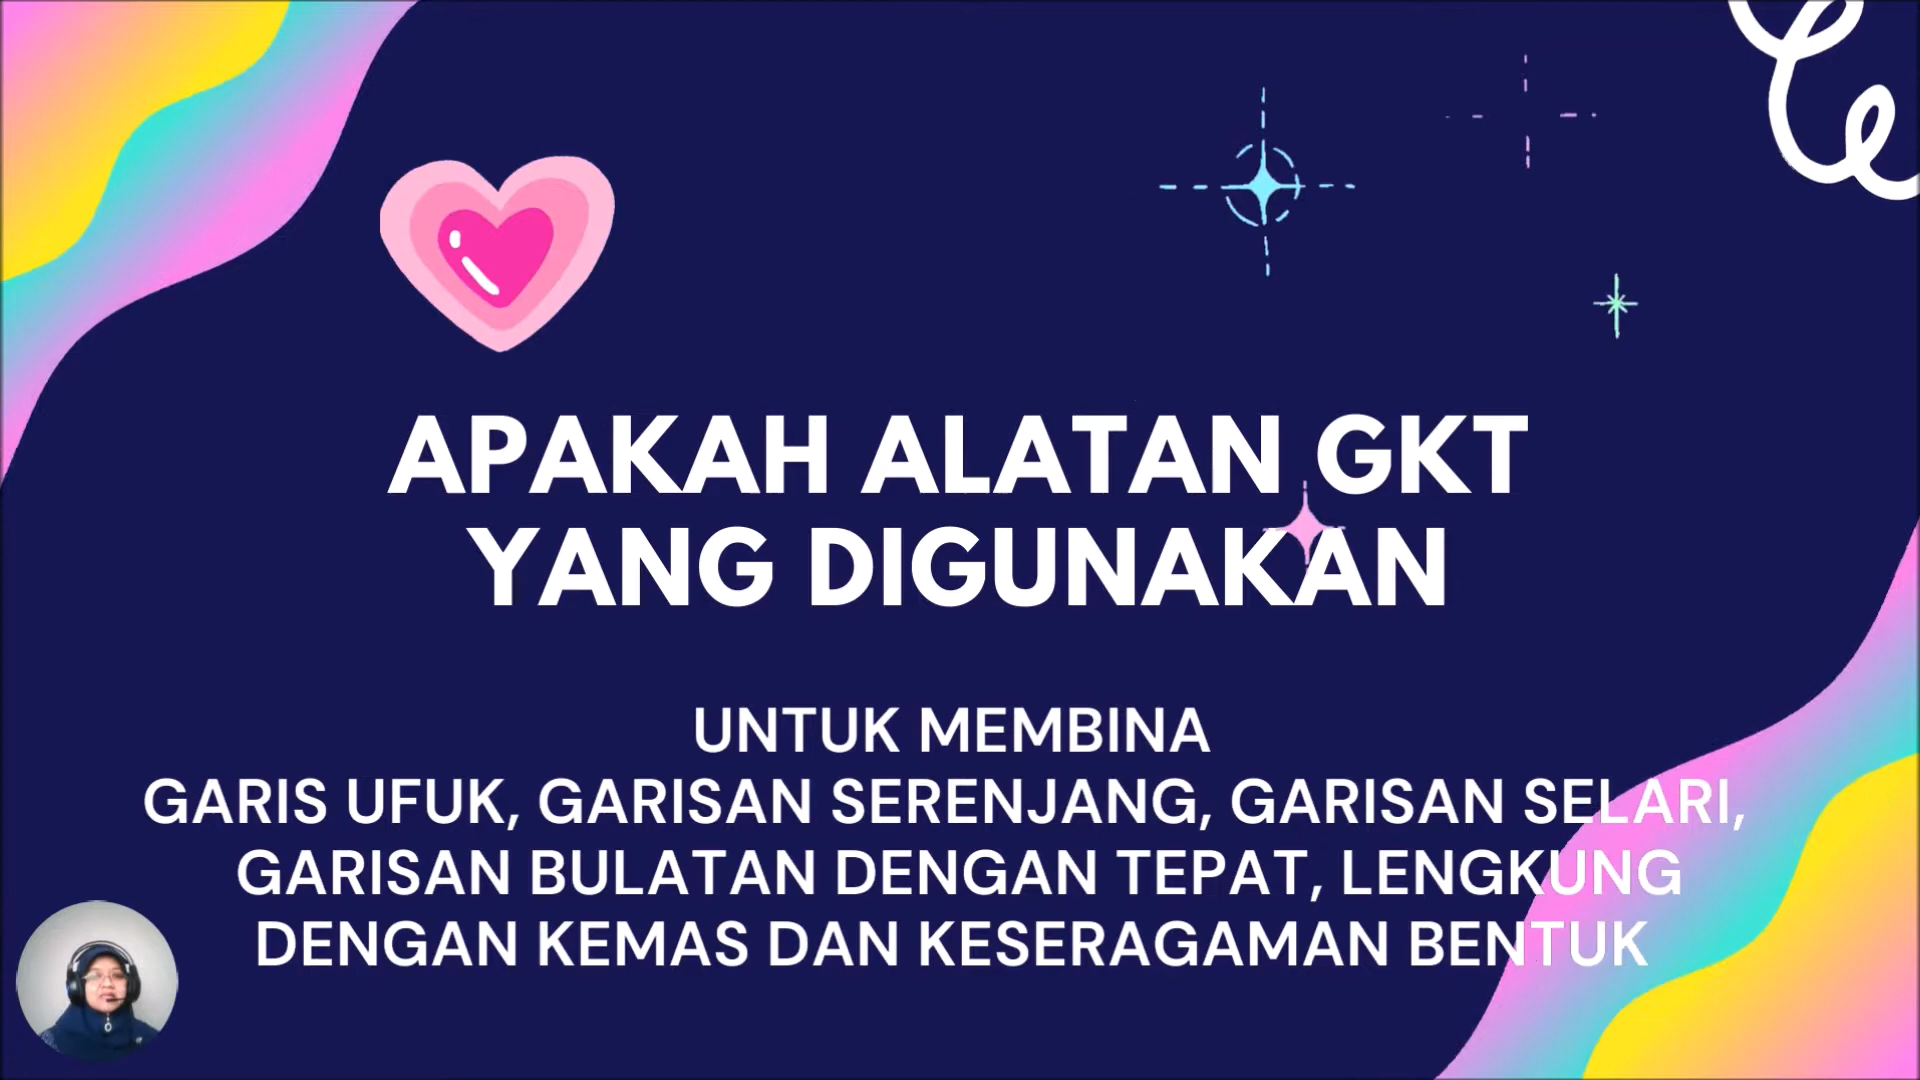 APAKAH ALATAN GKT
YANG DIGUNAKAN
UNTUK MEMBINA
GARIS UFUK, GARISAN SERENJANG, GARISAN SELARI,
GARISAN BULATAN DENGAN TEPAT, LENGKUNG
DENGAN KEMAS DAN KESERAGAMAN BENTUK